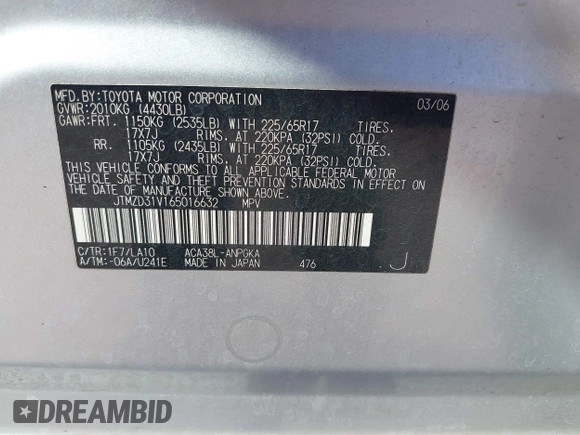 MFD.BY:TOYOTA MOTOR CORPORATION 03/06
GVWR:2010KG (4430LB)
GAWR:FRT. 1150KG (2535LB) WITH 225/65R17 TIRES.
17X7J RIMS, AT 220KPA (32PSI) COLD.
RR. 1105KG (2435LB) WITH 225/65R17 TIRES.
17X7J RIMS, AT 220KPA (32PSI) COLD.
THIS VEHICLE CONFORMS TO ALL APPLICABLE FEDERAL MOTOR
VEHICLE SAFETY AND THEFT PREVENTION STANDARDS IN EFFECT ON
THE DATE OF MANUFACTURE SHOWN ABOVE.
JTMZD31V165016632 MPV
C/TR:1F7/LA10 ACA38L-ANPGKA
A/TM:-06A/U241E MADE IN JAPAN 476 J
DREAMBID